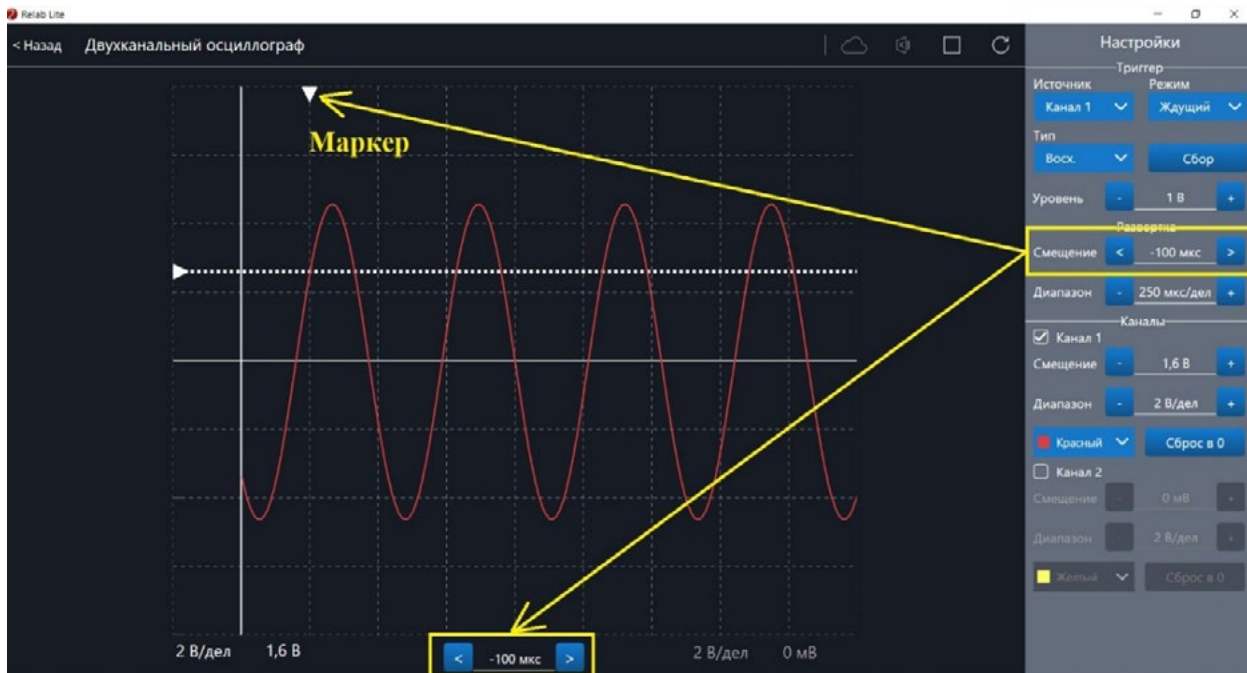 Relab Lite
< Назад Двухканальный осциллограф
Настройки
Триггер
Источник Режим
Канал 1 Ждущий
Тип
Восх. Сбор
Уровень - 1 В +
Развертка
Смещение < -100 мкс >
Диапазон - 250 мкс/дел +
Каналы
Канал 1
Смещение - 1,6 В +
Диапазон - 2 В/дел +
Красный Сброс в 0
Канал 2
Смещение - 0 мВ +
Диапазон - 2 В/дел +
Желтый Сброс в 0
Маркер
2 В/дел 1,6 В < -100 мкс > 2 В/дел 0 мВ